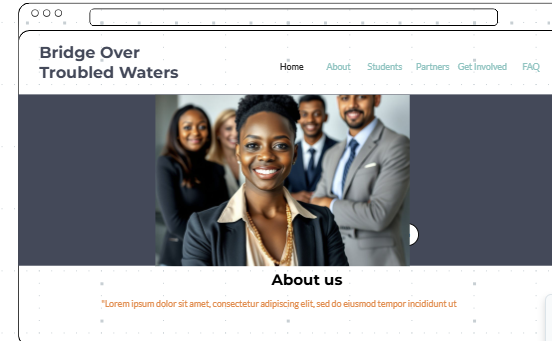 Bridge Over
Troubled Waters
Home About Students Partners Get Involved FAQ
About us
"Lorem ipsum dolor sit amet, consectetur adipiscing elit, sed do eiusmod tempor incididunt ut